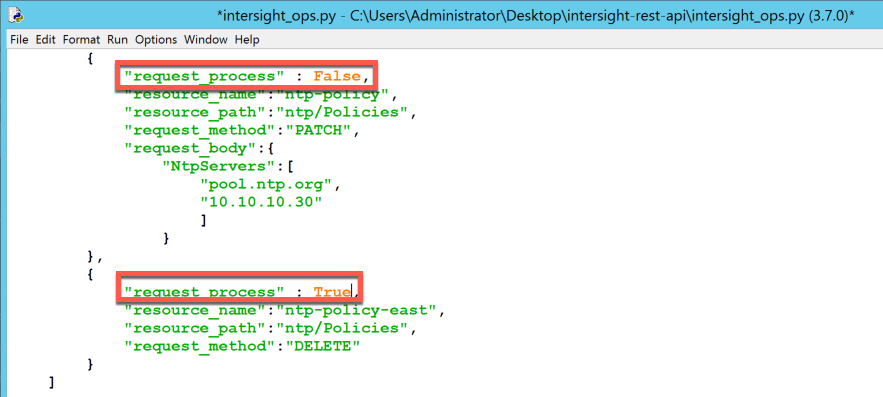 *intersight_ops.py - C:\Users\Administrator\Desktop\intersight-rest-api\intersight_ops.py (3.7.0)*
File Edit Format Run Options Window Help
{
"request_process" : False,
"resource_name":"ntp-policy",
"resource_path":"ntp/Policies",
"request_method":"PATCH",
"request_body":{
"NtpServers":[
"pool.ntp.org",
"10.10.10.30"
]
}
},
{
"request_process" : True,
"resource_name":"ntp-policy-east",
"resource_path":"ntp/Policies",
"request_method":"DELETE"
}
]